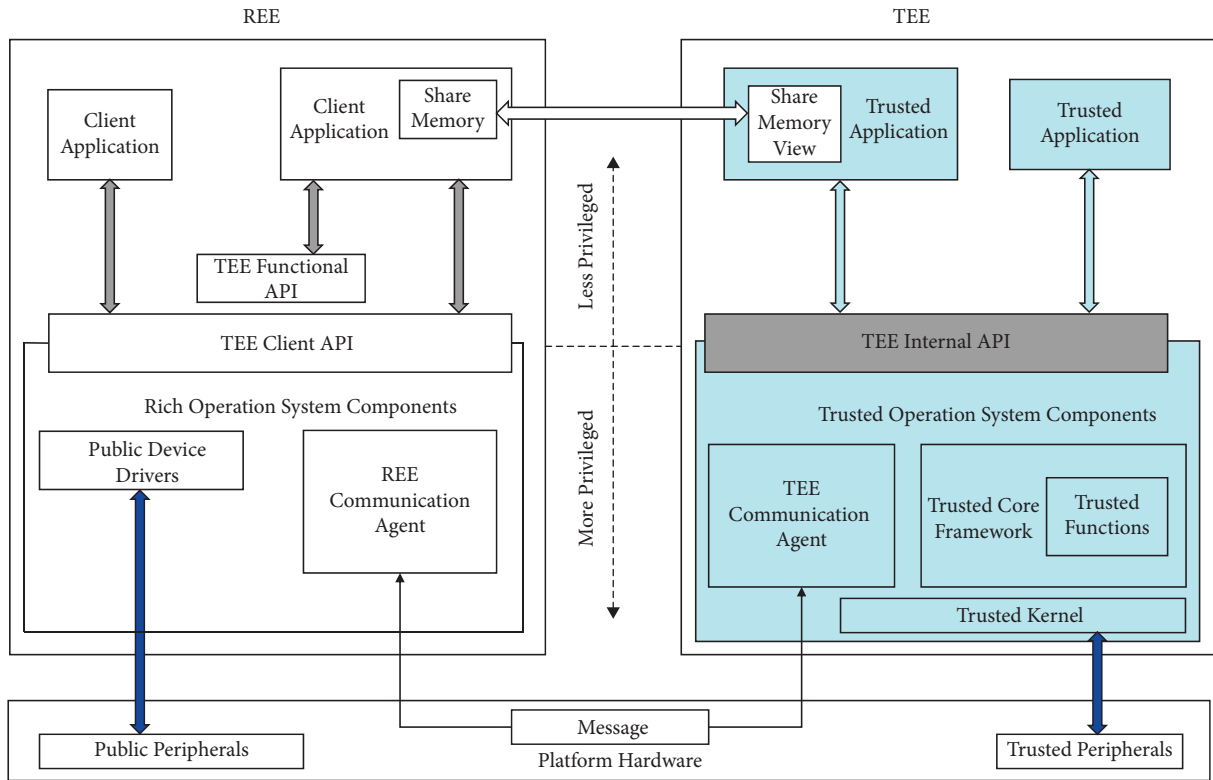 REE
TEE
Client
Application
Client
Application
Share
Memory
Share
Memory
View
Trusted
Application
Trusted
Application
TEE Functional
API
Less Privileged
TEE Client API
TEE Internal API
Rich Operation System Components
Trusted Operation System Components
Public Device
Drivers
REE
Communication
Agent
More Privileged
TEE
Communication
Agent
Trusted Core
Framework
Trusted
Functions
Trusted Kernel
Message
Public Peripherals
Platform Hardware
Trusted Peripherals